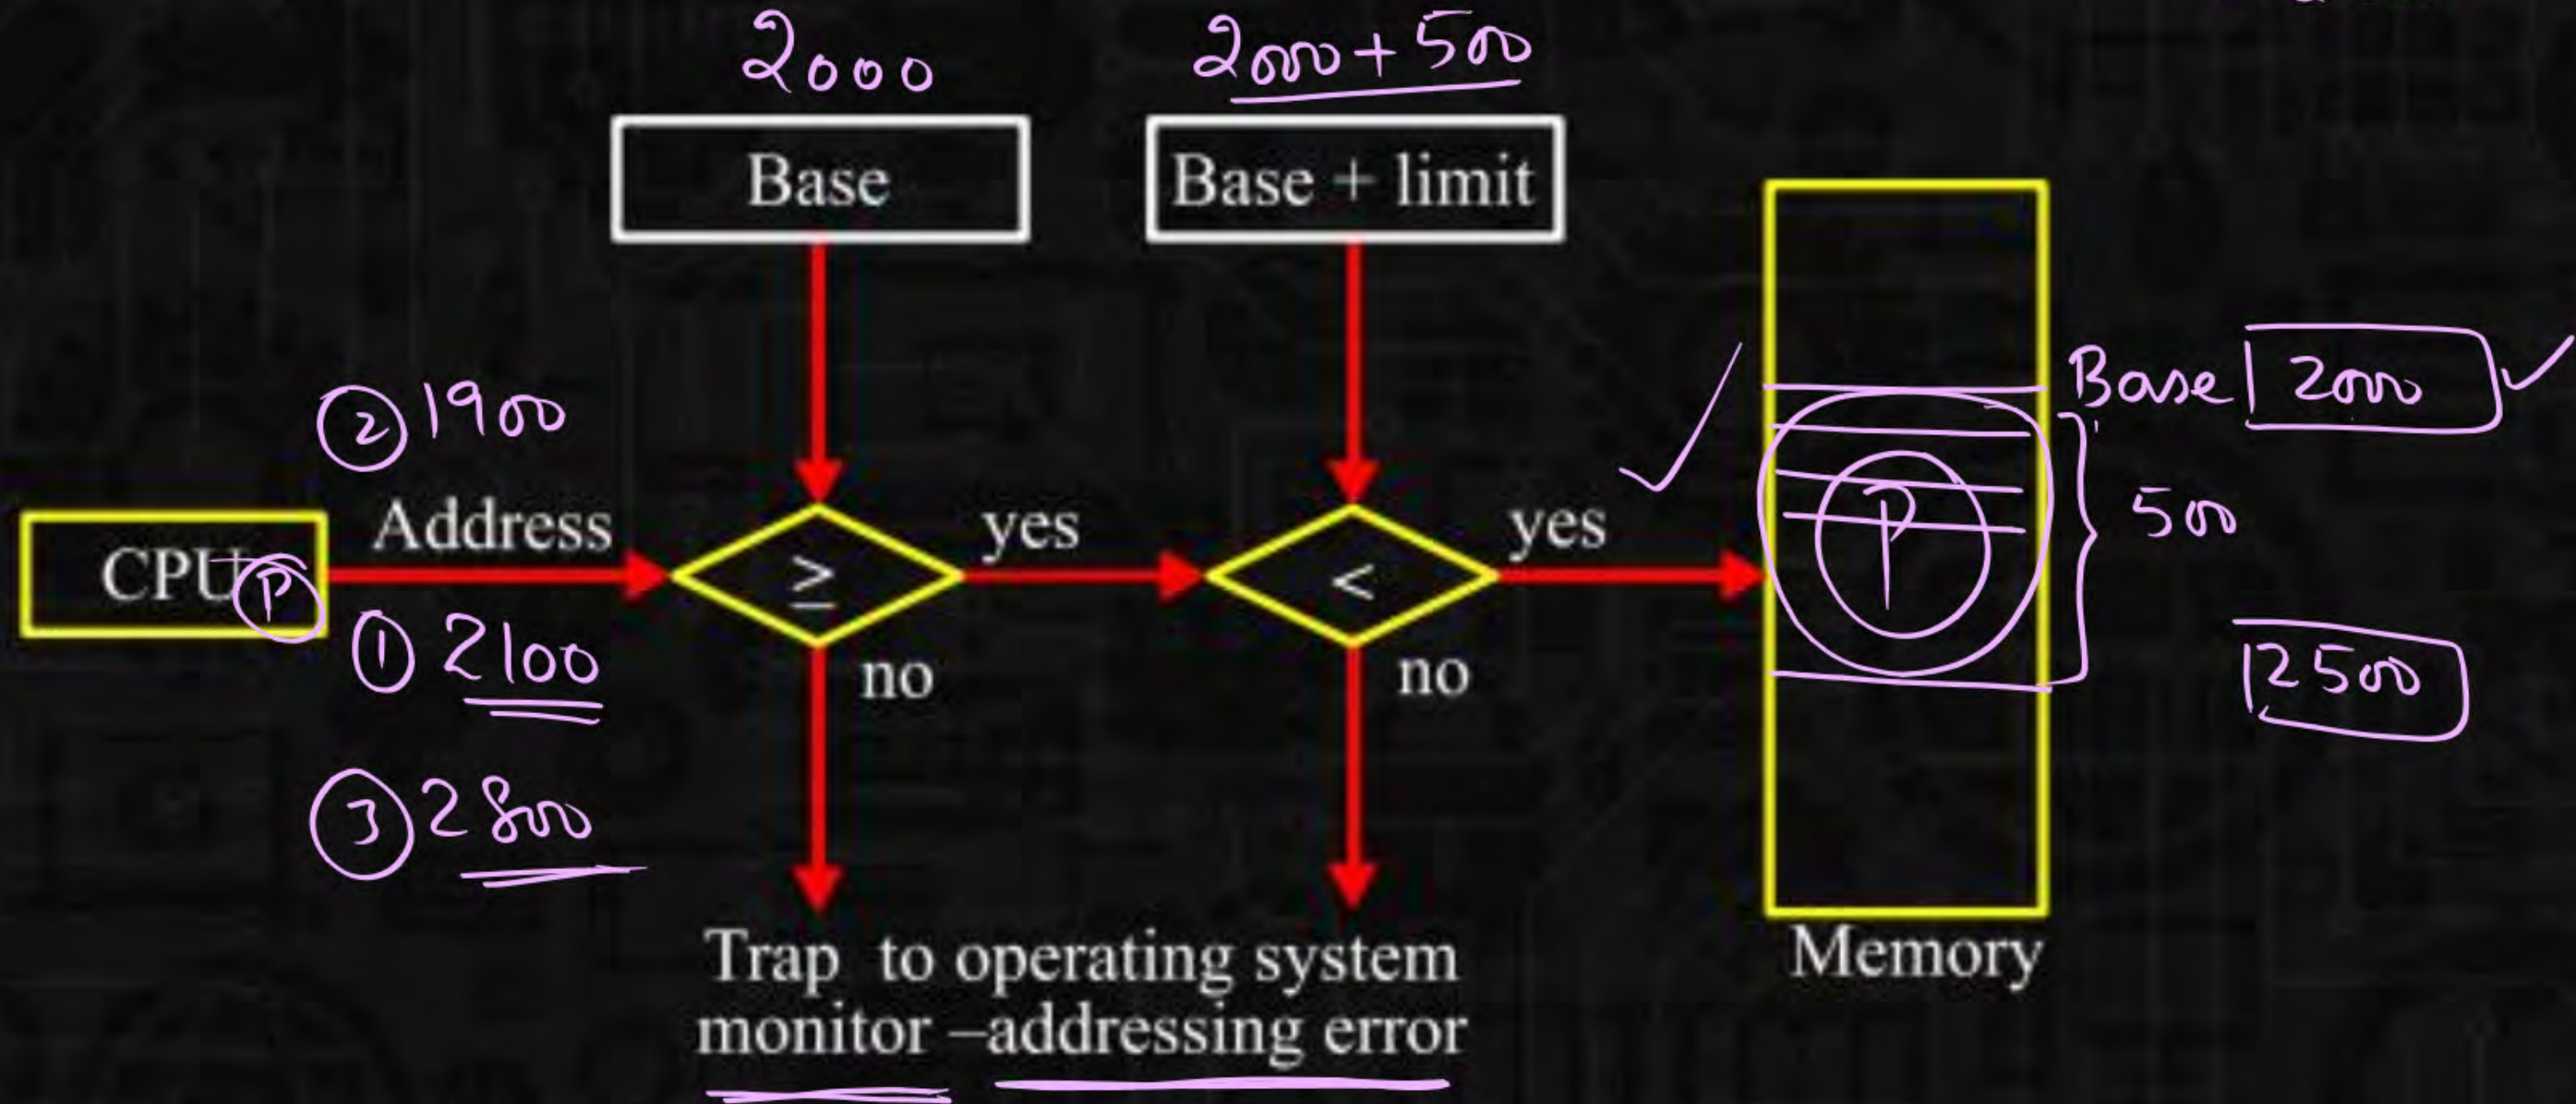 2000
2000+500
Base
Base + limit
② 1900
Base 2000
CPU
P
Address
≥
yes
<
yes
P
500
① 2100
no
no
2500
③ 2800
Trap to operating system
monitor –addressing error
Memory